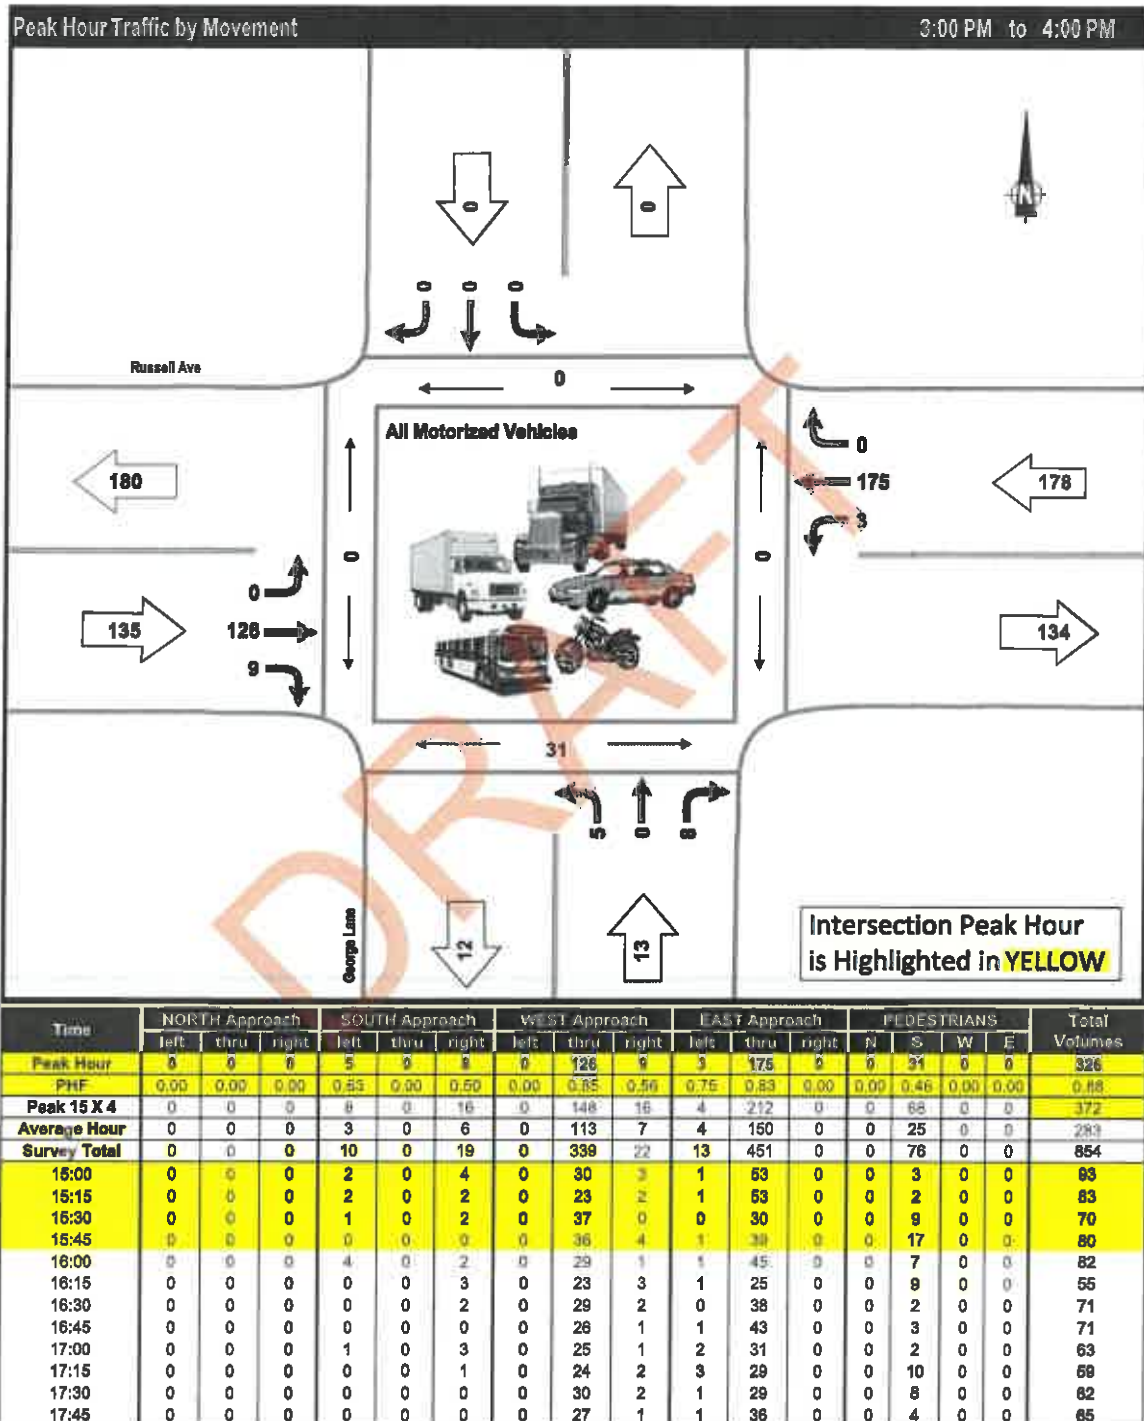 Peak Hour Traffic by Movement 3:00 PM to 4:00 PM
0 0
N
0 0 0
Russell Ave
0
All Motorized Vehicles
0
180 175 178
3
0 0
0
135 126 134
9
31
5 0 8
George Lane
12 13
Intersection Peak Hour
is Highlighted in YELLOW
DRAFT
Time NORTH Approach SOUTH Approach WEST Approach EAST Approach PEDESTRIANS Total
left thru right left thru right left thru right left thru right N S W E Volumes
Peak Hour 0 0 0 5 0 8 0 126 9 3 175 0 0 31 0 0 326
PHF 0.00 0.00 0.00 0.63 0.00 0.50 0.00 0.85 0.56 0.75 0.83 0.00 0.00 0.46 0.00 0.00 0.88
Peak 15 X 4 0 0 0 8 0 16 0 148 16 4 212 0 0 68 0 0 372
Average Hour 0 0 0 3 0 6 0 113 7 4 150 0 0 25 0 0 283
Survey Total 0 0 0 10 0 19 0 339 22 13 451 0 0 76 0 0 854
15:00 0 0 0 2 0 4 0 30 3 1 53 0 0 3 0 0 93
15:15 0 0 0 2 0 2 0 23 2 1 53 0 0 2 0 0 83
15:30 0 0 0 1 0 2 0 37 0 0 30 0 0 9 0 0 70
15:45 0 0 0 0 0 0 0 36 4 1 39 0 0 17 0 0 80
16:00 0 0 0 4 0 2 0 29 1 1 45 0 0 7 0 0 82
16:15 0 0 0 0 0 3 0 23 3 1 25 0 0 9 0 0 55
16:30 0 0 0 0 0 2 0 29 2 0 38 0 0 2 0 0 71
16:45 0 0 0 0 0 0 0 26 1 1 43 0 0 3 0 0 71
17:00 0 0 0 1 0 3 0 25 1 2 31 0 0 2 0 0 63
17:15 0 0 0 0 0 1 0 24 2 3 29 0 0 10 0 0 59
17:30 0 0 0 0 0 0 0 30 2 1 29 0 0 8 0 0 62
17:45 0 0 0 0 0 0 0 27 1 1 36 0 0 4 0 0 65